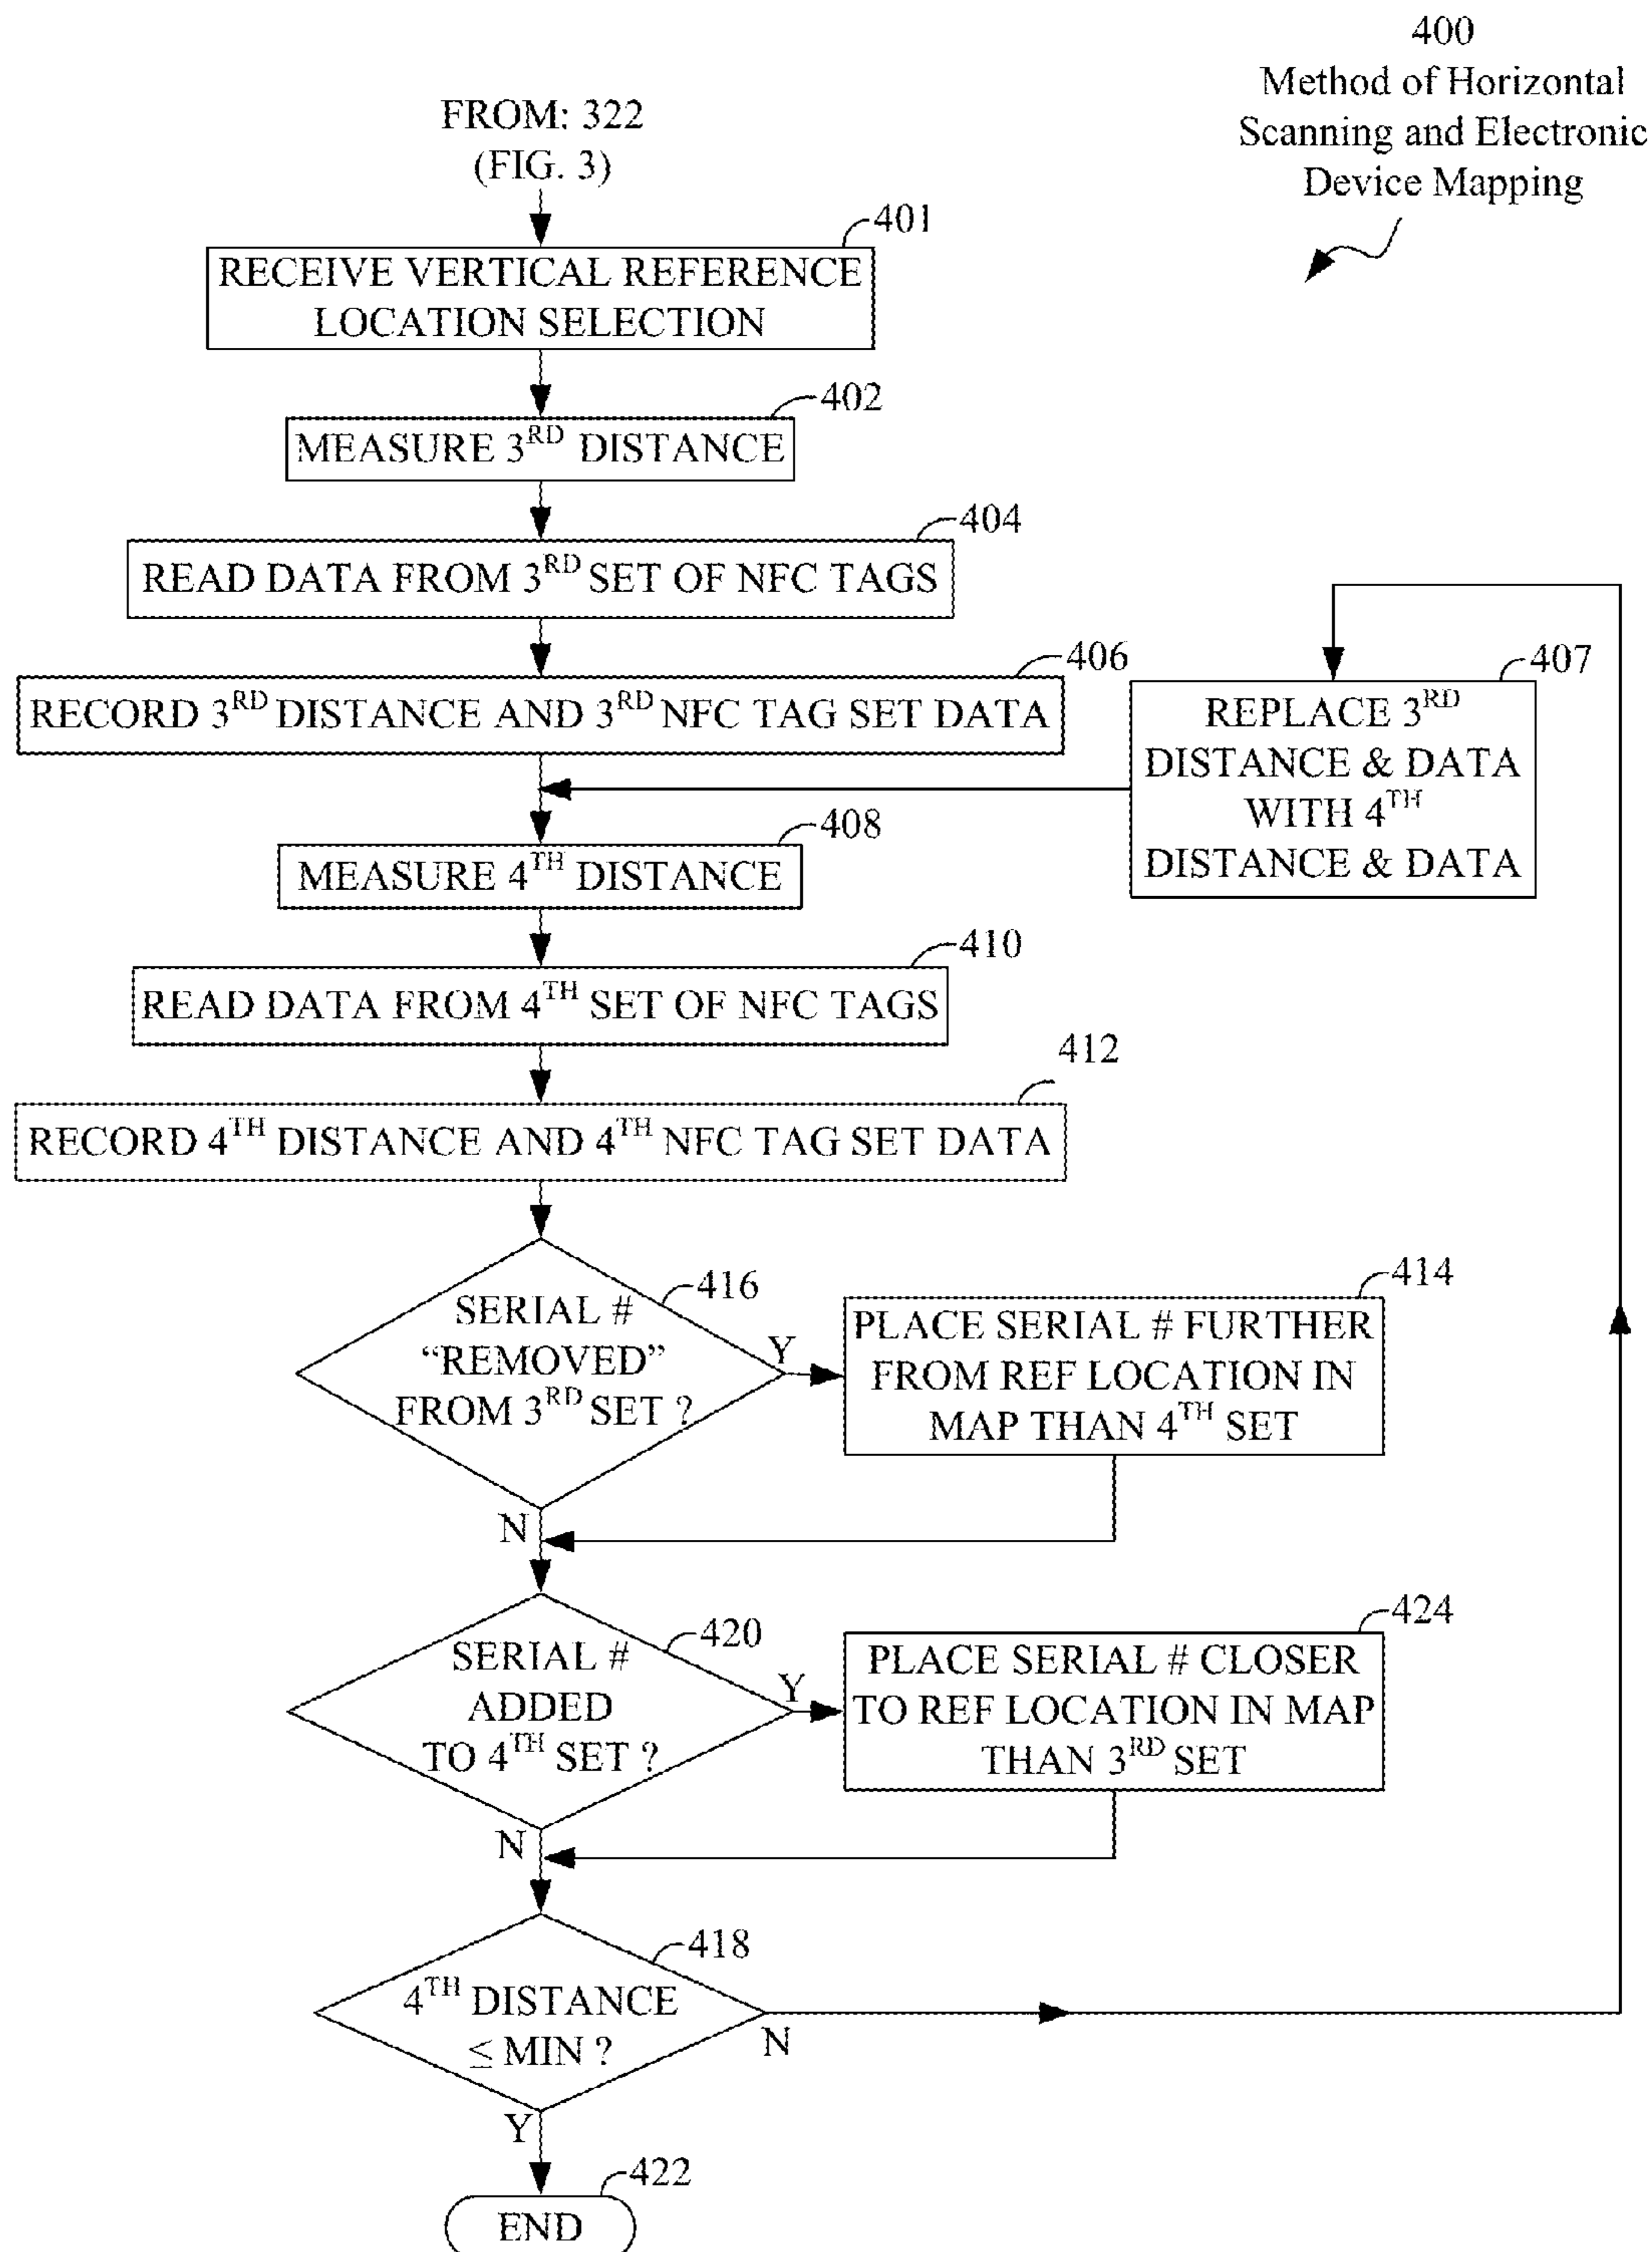 400
Method of Horizontal
Scanning and Electronic
Device Mapping
FROM: 322
(FIG. 3)
401
RECEIVE VERTICAL REFERENCE
LOCATION SELECTION
402
MEASURE 3RD DISTANCE
404
READ DATA FROM 3RD SET OF NFC TAGS
406
RECORD 3RD DISTANCE AND 3RD NFC TAG SET DATA
407
REPLACE 3RD
DISTANCE & DATA
WITH 4TH
DISTANCE & DATA
408
MEASURE 4TH DISTANCE
410
READ DATA FROM 4TH SET OF NFC TAGS
412
RECORD 4TH DISTANCE AND 4TH NFC TAG SET DATA
416
SERIAL #
“REMOVED”
FROM 3RD SET ?
Y
N
414
PLACE SERIAL # FURTHER
FROM REF LOCATION IN
MAP THAN 4TH SET
420
SERIAL #
ADDED
TO 4TH SET ?
Y
N
424
PLACE SERIAL # CLOSER
TO REF LOCATION IN MAP
THAN 3RD SET
418
4TH DISTANCE
≤ MIN ?
N
Y
422
END